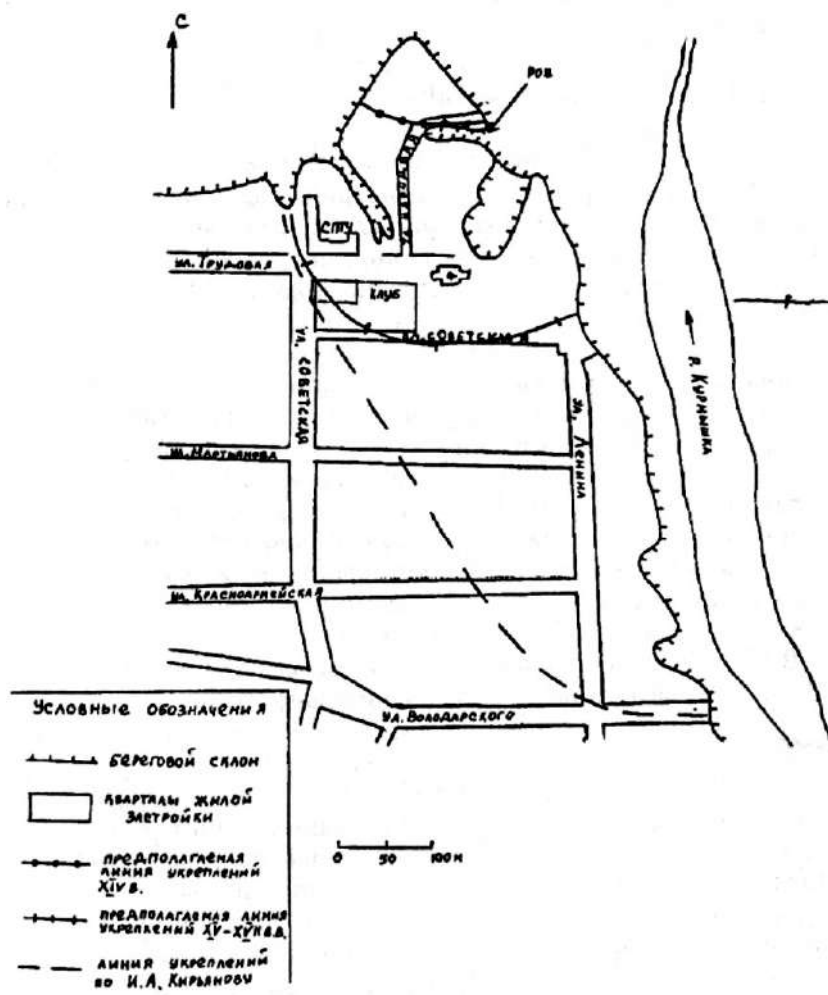 С
РОВ
СПТУ
УЛ. ТРУДОВАЯ
КЛУБ
УЛ. СОВЕТСКАЯ
УЛ. СОВЕТСКАЯ
УЛ. ЛЕНИНА
Р. КУРМЫШКА
УЛ. МАРТЬЯНОВА
УЛ. КРАСНОАРМЕЙСКАЯ
УЛ. ВОЛОДАРСКОГО
УСЛОВНЫЕ ОБОЗНАЧЕНИЯ
БЕРЕГОВОЙ СКЛОН
КВАРТАЛЫ ЖИЛОЙ
ЗАСТРОЙКИ
ПРЕДПОЛАГАЕМАЯ
ЛИНИЯ УКРЕПЛЕНИЙ
XIV В.
ПРЕДПОЛАГАЕМАЯ ЛИНИЯ
УКРЕПЛЕНИЙ XV-XVII В.В.
ЛИНИЯ УКРЕПЛЕНИЙ
ПО И.А. КИРЬЯНОВУ
0 50 100 М